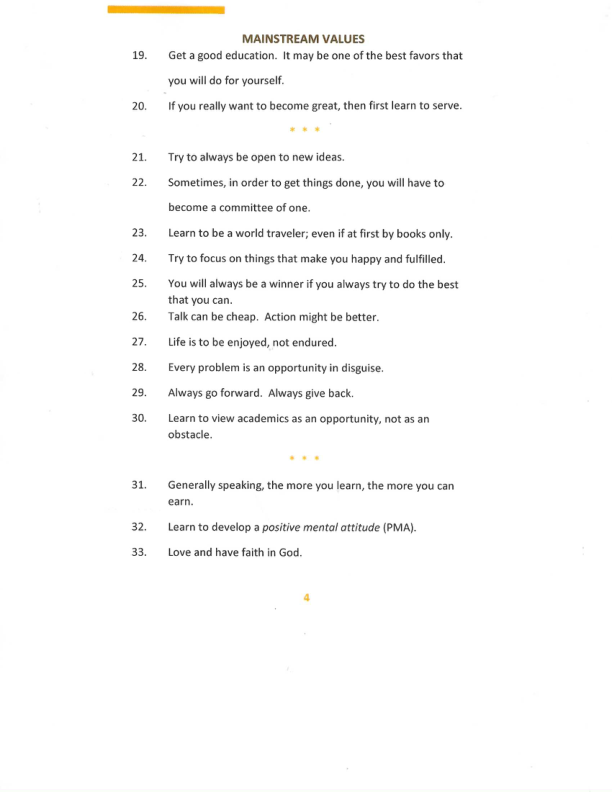 MAINSTREAM VALUES
19. Get a good education. It may be one of the best favors that
you will do for yourself.
20. If you really want to become great, then first learn to serve.
* * *
21. Try to always be open to new ideas.
22. Sometimes, in order to get things done, you will have to
become a committee of one.
23. Learn to be a world traveler; even if at first by books only.
24. Try to focus on things that make you happy and fulfilled.
25. You will always be a winner if you always try to do the best
that you can.
26. Talk can be cheap. Action might be better.
27. Life is to be enjoyed, not endured.
28. Every problem is an opportunity in disguise.
29. Always go forward. Always give back.
30. Learn to view academics as an opportunity, not as an
obstacle.
* * *
31. Generally speaking, the more you learn, the more you can
earn.
32. Learn to develop a positive mental attitude (PMA).
33. Love and have faith in God.
4